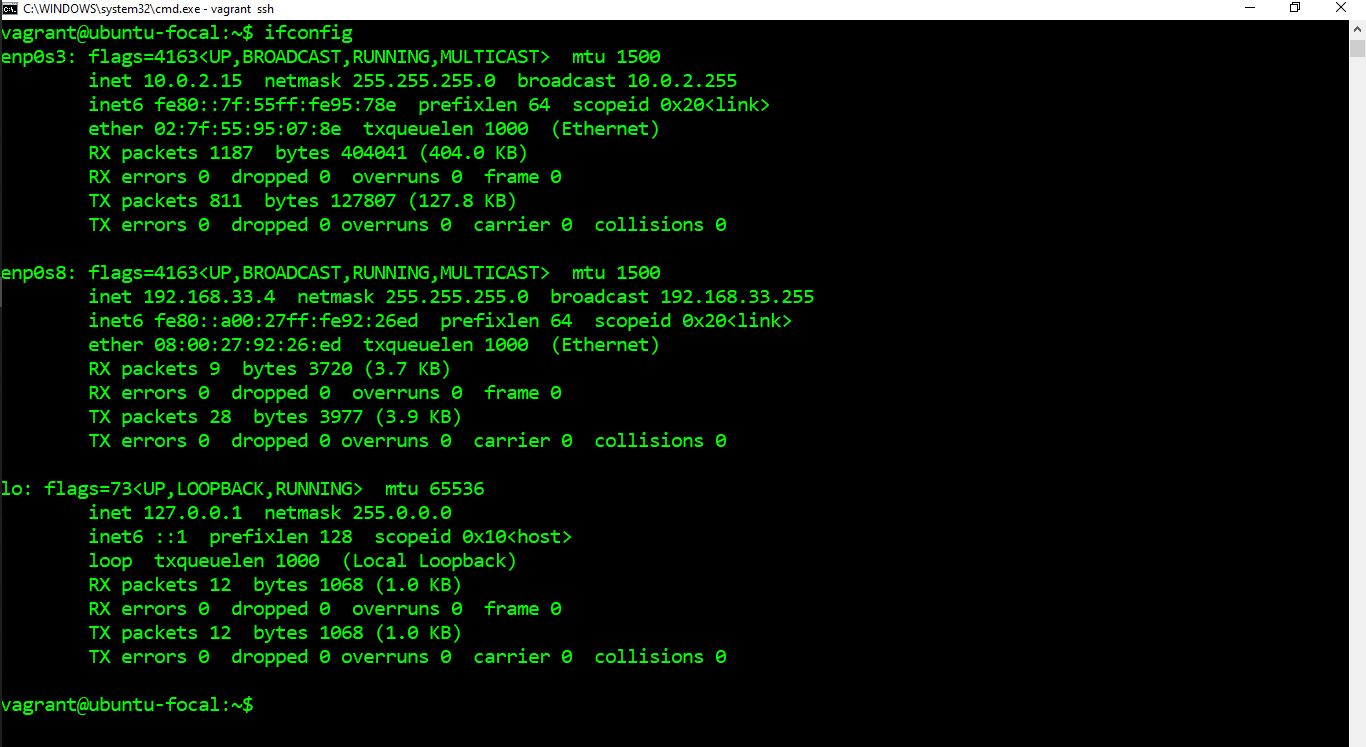 C:\WINDOWS\system32\cmd.exe - vagrant ssh
vagrant@ubuntu-focal:~$ ifconfig
enp0s3: flags=4163<UP,BROADCAST,RUNNING,MULTICAST>  mtu 1500
        inet 10.0.2.15  netmask 255.255.255.0  broadcast 10.0.2.255
        inet6 fe80::7f:55ff:fe95:78e  prefixlen 64  scopeid 0x20<link>
        ether 02:7f:55:95:07:8e  txqueuelen 1000  (Ethernet)
        RX packets 1187  bytes 404041 (404.0 KB)
        RX errors 0  dropped 0  overruns 0  frame 0
        TX packets 811  bytes 127807 (127.8 KB)
        TX errors 0  dropped 0 overruns 0  carrier 0  collisions 0

enp0s8: flags=4163<UP,BROADCAST,RUNNING,MULTICAST>  mtu 1500
        inet 192.168.33.4  netmask 255.255.255.0  broadcast 192.168.33.255
        inet6 fe80::a00:27ff:fe92:26ed  prefixlen 64  scopeid 0x20<link>
        ether 08:00:27:92:26:ed  txqueuelen 1000  (Ethernet)
        RX packets 9  bytes 3720 (3.7 KB)
        RX errors 0  dropped 0  overruns 0  frame 0
        TX packets 28  bytes 3977 (3.9 KB)
        TX errors 0  dropped 0 overruns 0  carrier 0  collisions 0

lo: flags=73<UP,LOOPBACK,RUNNING>  mtu 65536
        inet 127.0.0.1  netmask 255.0.0.0
        inet6 ::1  prefixlen 128  scopeid 0x10<host>
        loop  txqueuelen 1000  (Local Loopback)
        RX packets 12  bytes 1068 (1.0 KB)
        RX errors 0  dropped 0  overruns 0  frame 0
        TX packets 12  bytes 1068 (1.0 KB)
        TX errors 0  dropped 0 overruns 0  carrier 0  collisions 0

vagrant@ubuntu-focal:~$